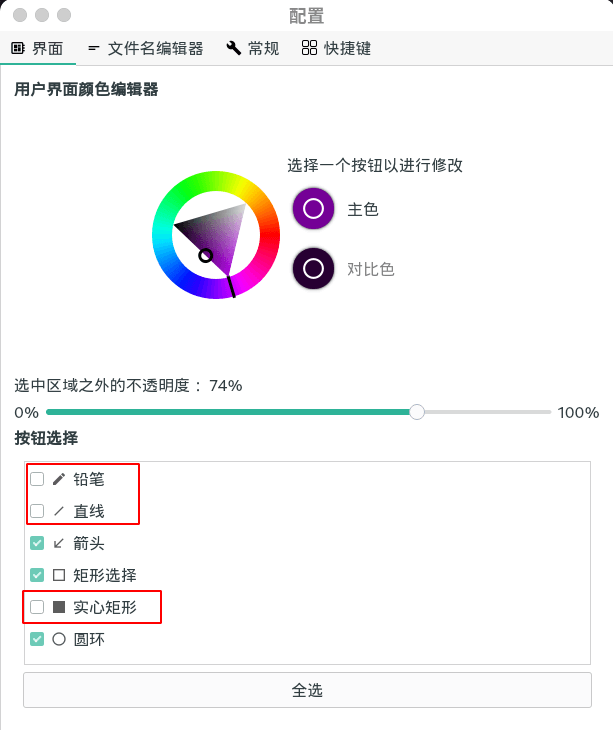 配置
界面 文件名编辑器 常规 快捷键
用户界面颜色编辑器
选择一个按钮以进行修改
主色
对比色
选中区域之外的不透明度： 74%
0% 100%
按钮选择
铅笔
直线
箭头
矩形选择
实心矩形
圆环
全选